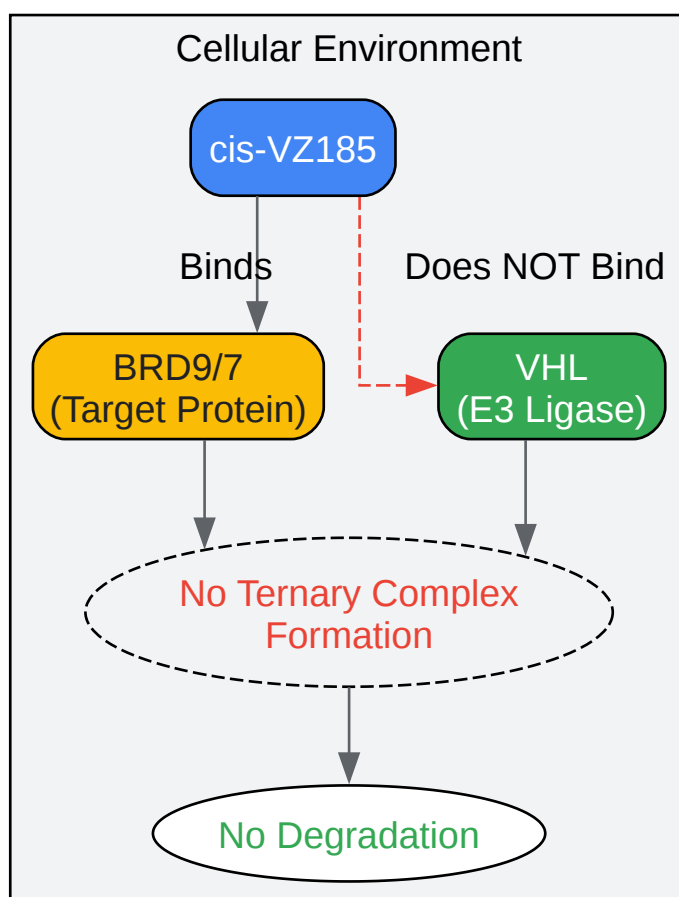 Cellular Environment
cis-VZ185
Binds
Does NOT Bind
BRD9/7
(Target Protein)
VHL
(E3 Ligase)
No Ternary Complex
Formation
No Degradation